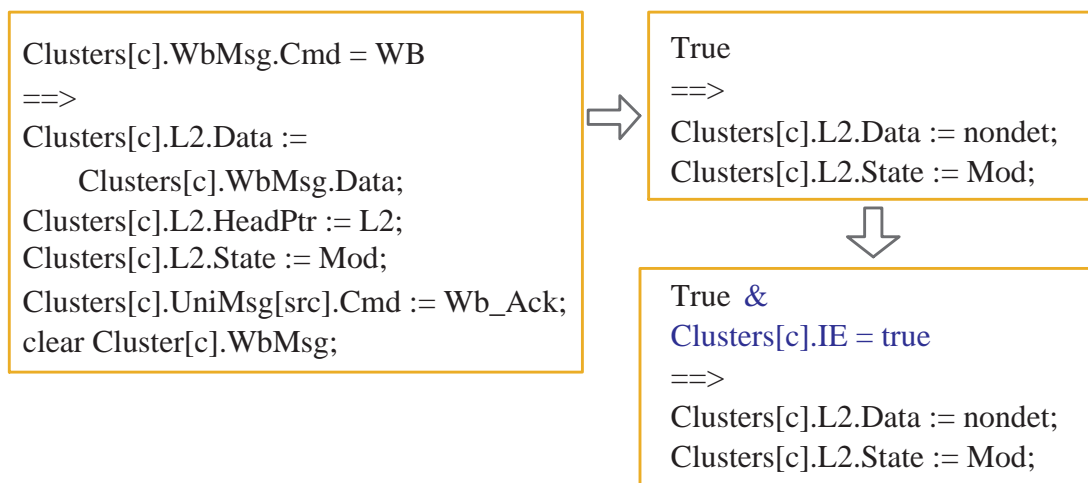 Clusters[c].WbMsg.Cmd = WB
==>
Clusters[c].L2.Data :=
Clusters[c].WbMsg.Data;
Clusters[c].L2.HeadPtr := L2;
Clusters[c].L2.State := Mod;
Clusters[c].UniMsg[src].Cmd := Wb_Ack;
clear Cluster[c].WbMsg;
True
==>
Clusters[c].L2.Data := nondet;
Clusters[c].L2.State := Mod;
True &
Clusters[c].IE = true
==>
Clusters[c].L2.Data := nondet;
Clusters[c].L2.State := Mod;